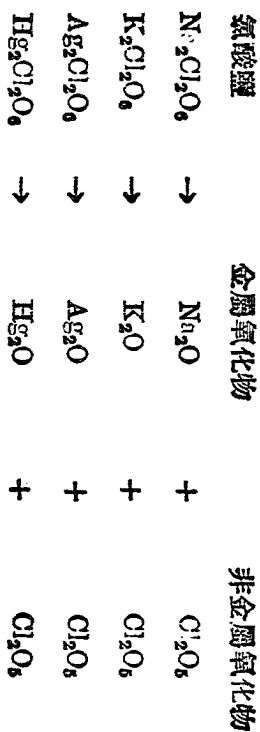 氯酸鹽 金屬氧化物 非金屬氧化物
Na₂Cl₂O₆ → Na₂O + Cl₂O₅
K₂Cl₂O₆ → K₂O + Cl₂O₅
Ag₂Cl₂O₆ → Ag₂O + Cl₂O₅
Hg₂Cl₂O₆ → Hg₂O + Cl₂O₅